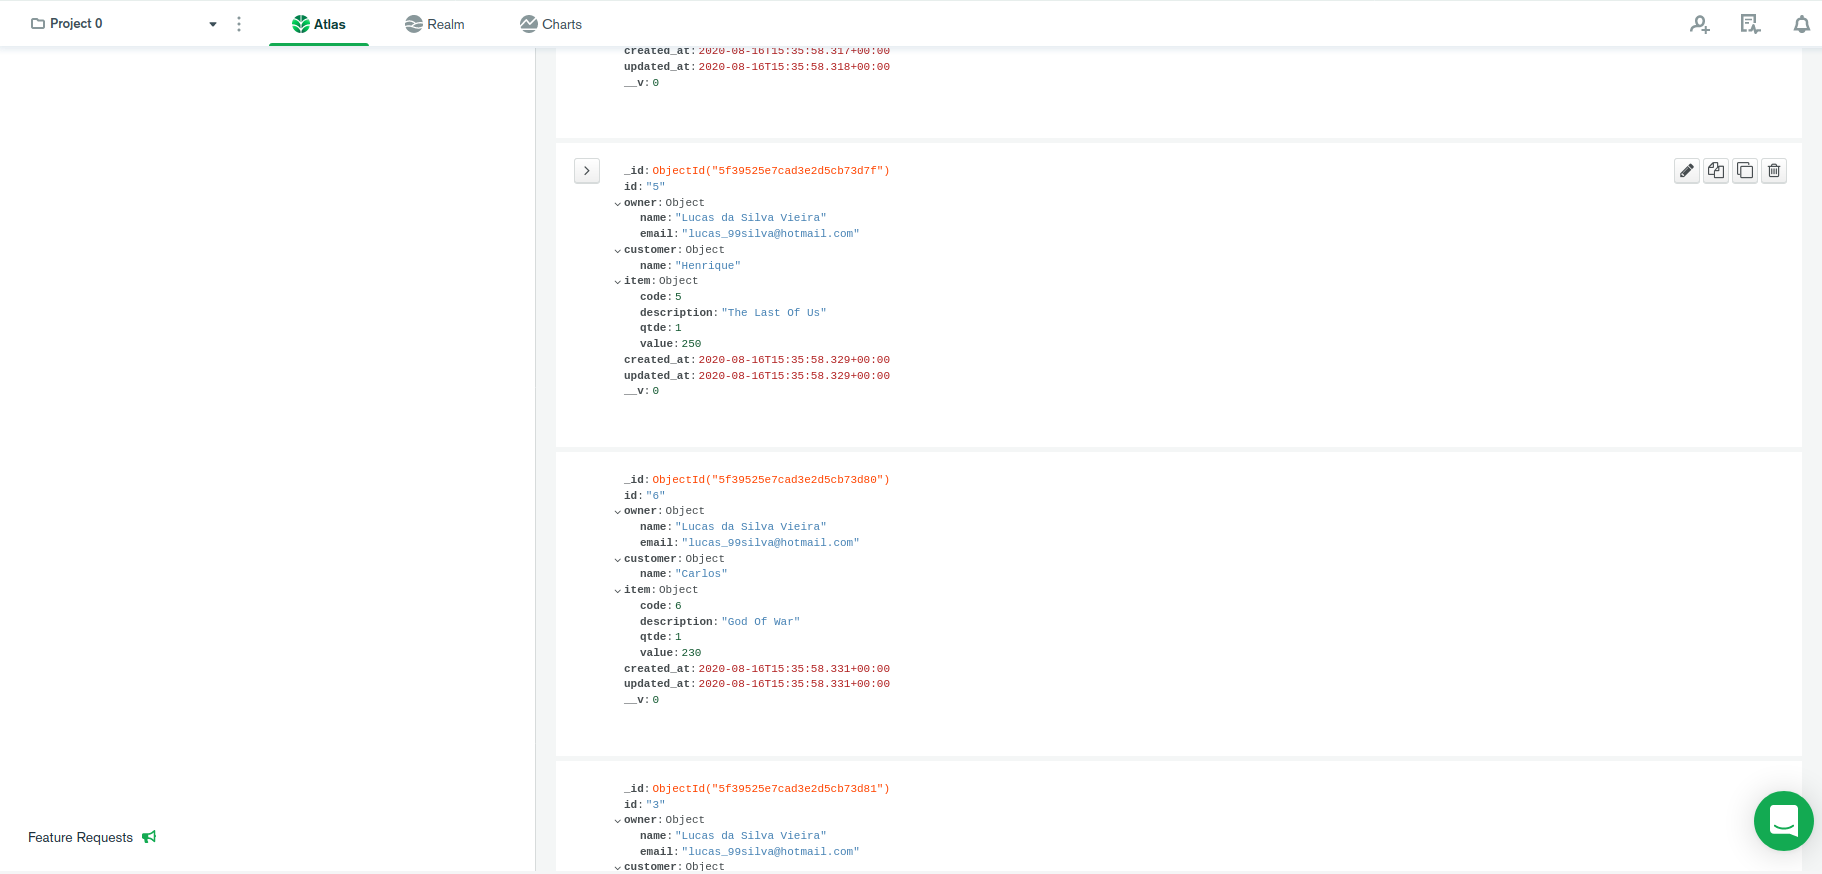 Project 0
Atlas
Realm
Charts
created_at: 2020-08-16T15:35:58.317+00:00
updated_at: 2020-08-16T15:35:58.318+00:00
__v: 0
_id: ObjectId("5f39525e7cad3e2d5cb73d7f")
id: "5"
owner: Object
name: "Lucas da Silva Vieira"
email: "lucas_99silva@hotmail.com"
customer: Object
name: "Henrique"
item: Object
code: 5
description: "The Last Of Us"
qtde: 1
value: 250
created_at: 2020-08-16T15:35:58.329+00:00
updated_at: 2020-08-16T15:35:58.329+00:00
__v: 0
_id: ObjectId("5f39525e7cad3e2d5cb73d80")
id: "6"
owner: Object
name: "Lucas da Silva Vieira"
email: "lucas_99silva@hotmail.com"
customer: Object
name: "Carlos"
item: Object
code: 6
description: "God Of War"
qtde: 1
value: 230
created_at: 2020-08-16T15:35:58.331+00:00
updated_at: 2020-08-16T15:35:58.331+00:00
__v: 0
_id: ObjectId("5f39525e7cad3e2d5cb73d81")
id: "3"
owner: Object
name: "Lucas da Silva Vieira"
email: "lucas_99silva@hotmail.com"
customer: Object
Feature Requests